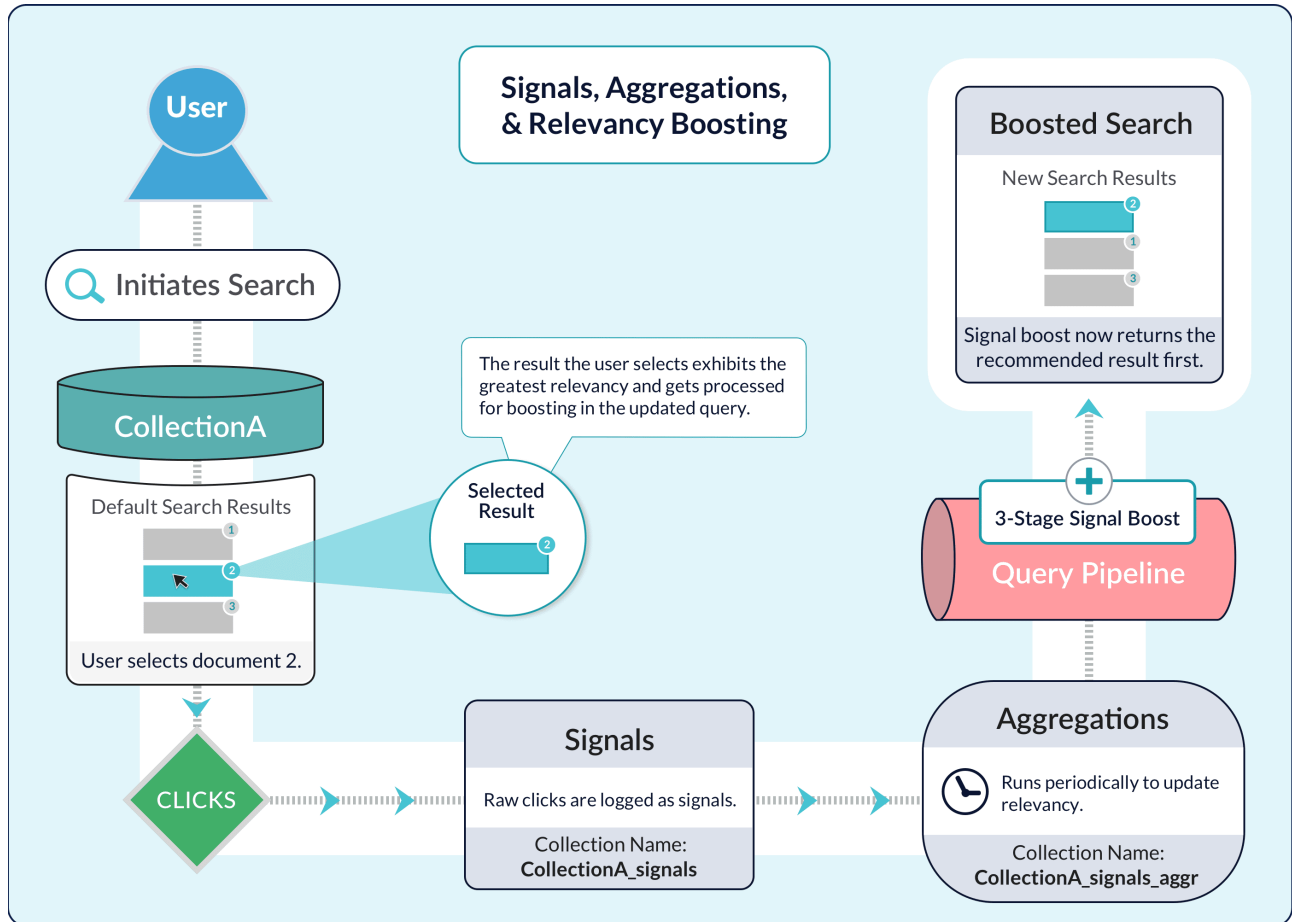 Signals, Aggregations,
& Relevancy Boosting
User
Initiates Search
CollectionA
Default Search Results
1
2
3
User selects document 2.
The result the user selects exhibits the
greatest relevancy and gets processed
for boosting in the updated query.
Selected
Result
2
CLICKS
Signals
Raw clicks are logged as signals.
Collection Name:
CollectionA_signals
Aggregations
Runs periodically to update
relevancy.
Collection Name:
CollectionA_signals_aggr
3-Stage Signal Boost
Query Pipeline
Boosted Search
New Search Results
2
1
3
Signal boost now returns the
recommended result first.